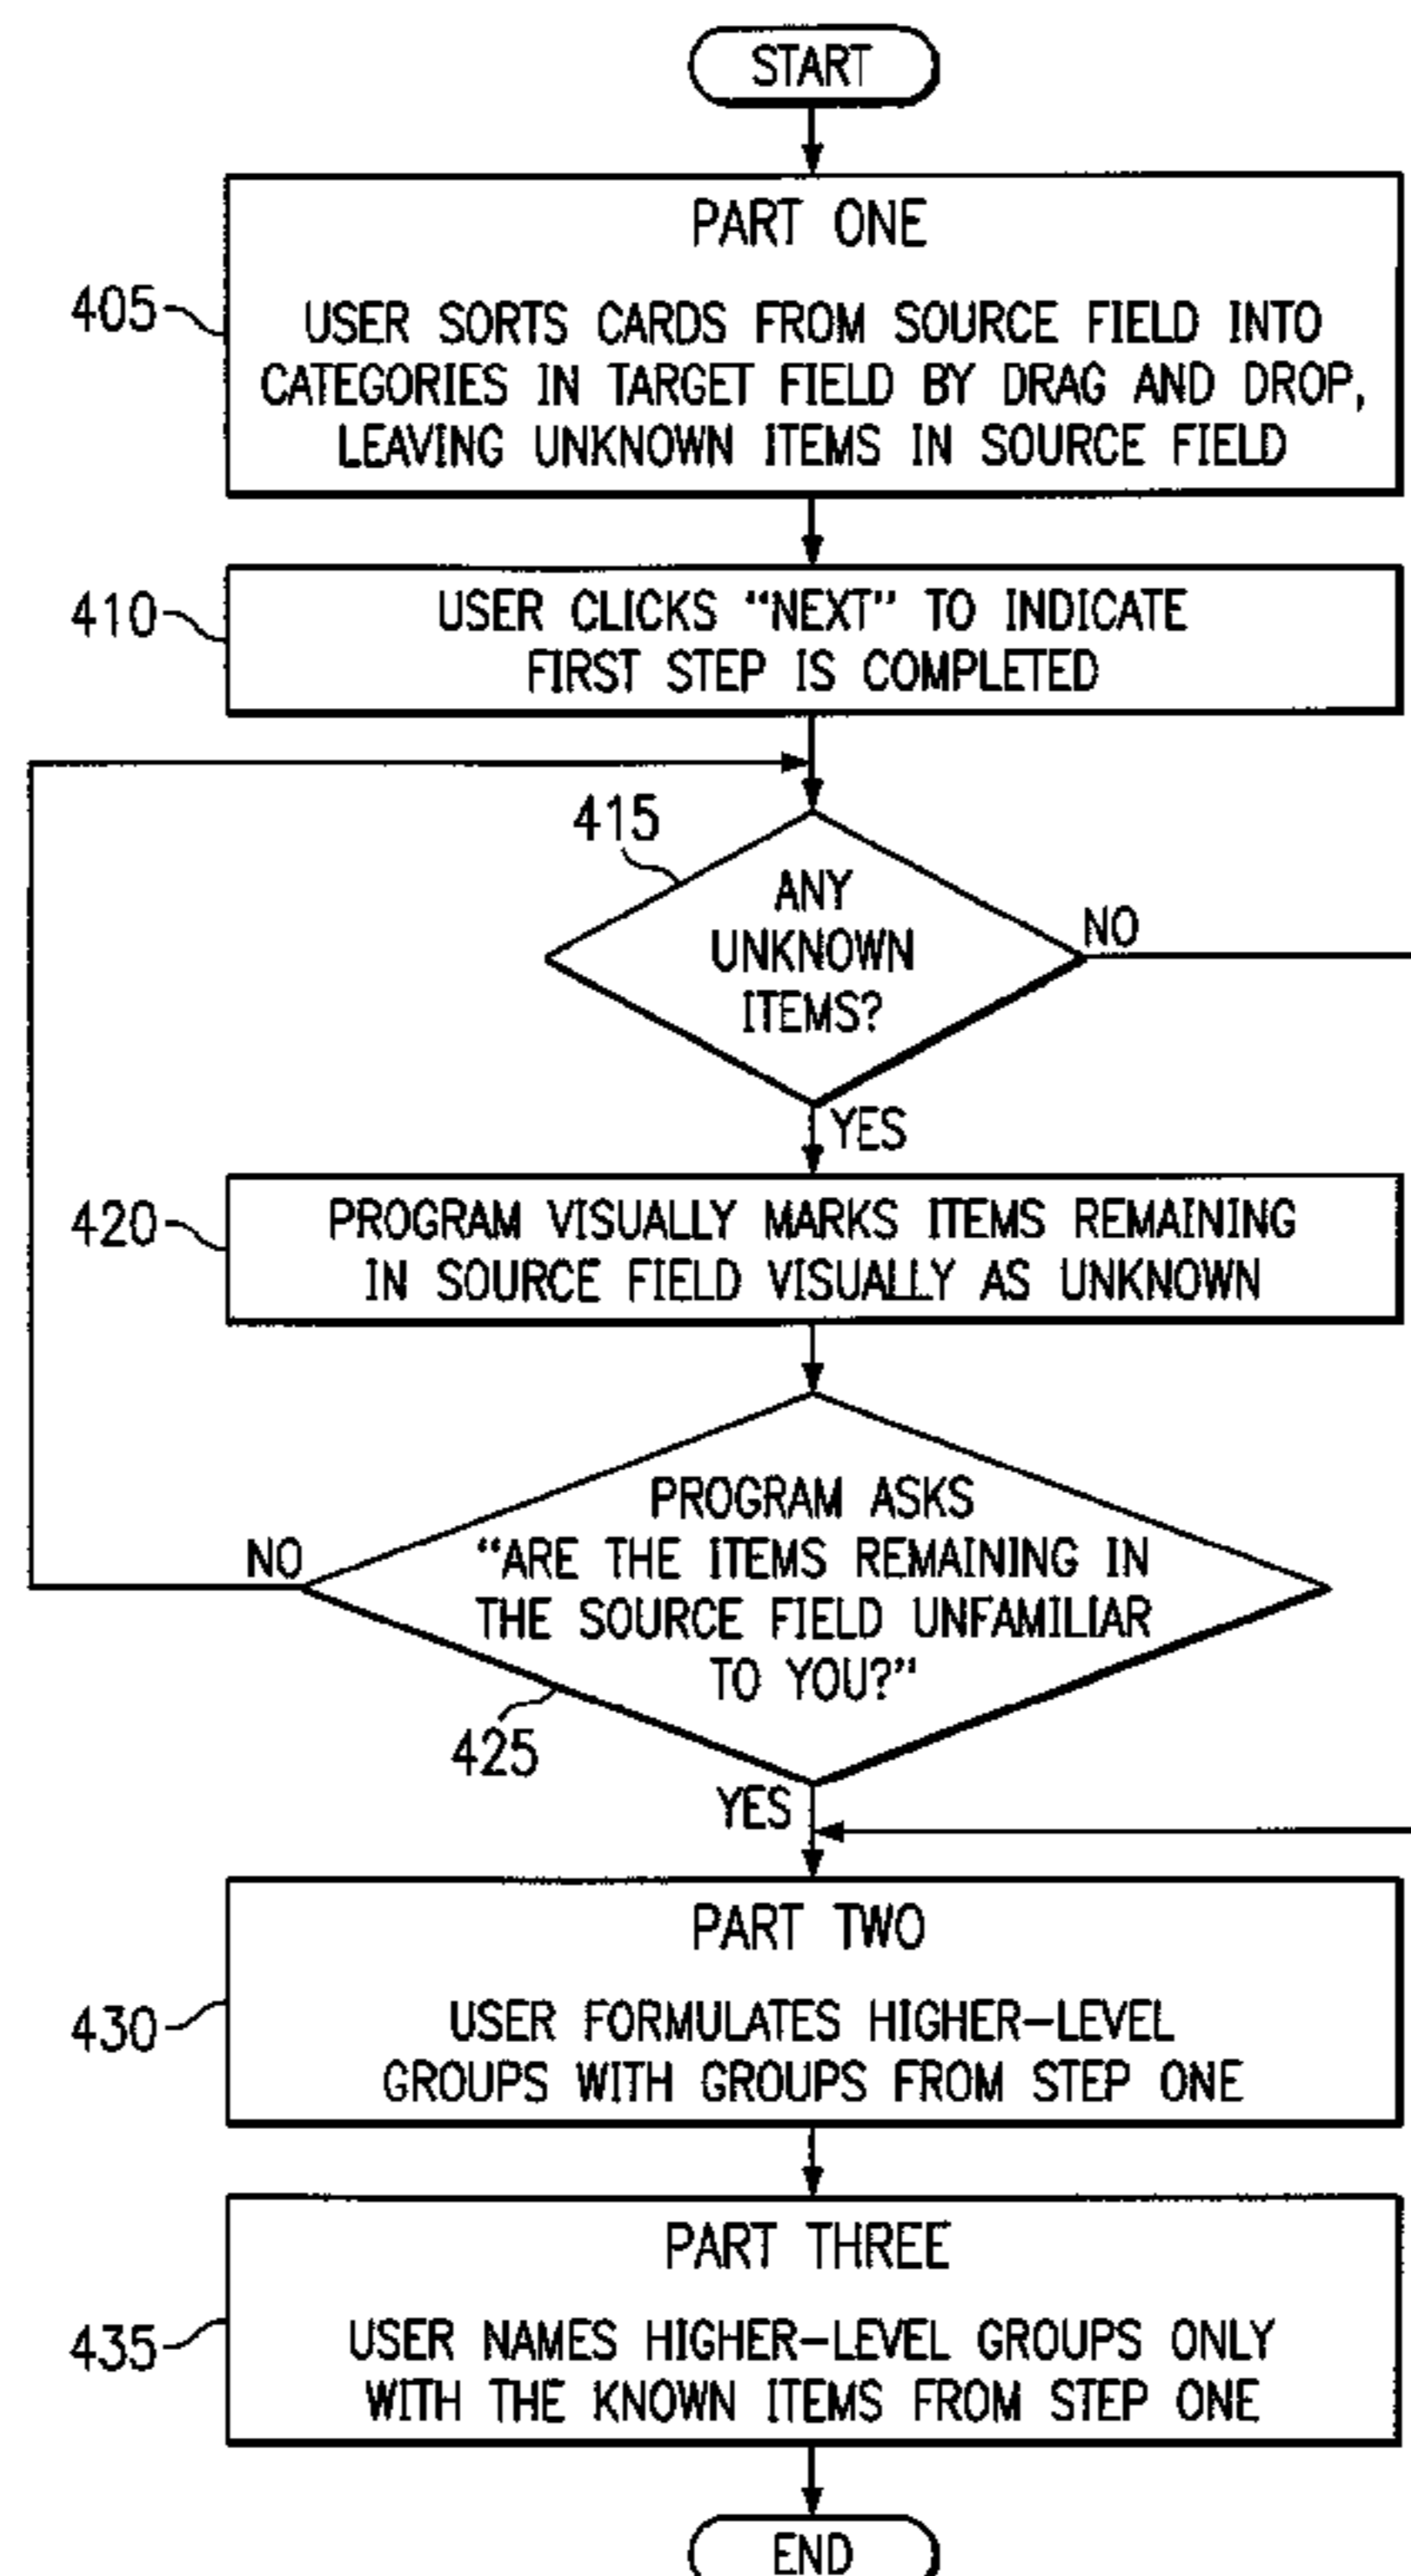 START
PART ONE
405
USER SORTS CARDS FROM SOURCE FIELD INTO
CATEGORIES IN TARGET FIELD BY DRAG AND DROP,
LEAVING UNKNOWN ITEMS IN SOURCE FIELD
410
USER CLICKS “NEXT” TO INDICATE
FIRST STEP IS COMPLETED
415
ANY
UNKNOWN
ITEMS?
NO
YES
420
PROGRAM VISUALLY MARKS ITEMS REMAINING
IN SOURCE FIELD VISUALLY AS UNKNOWN
PROGRAM ASKS
“ARE THE ITEMS REMAINING IN
THE SOURCE FIELD UNFAMILIAR
TO YOU?”
NO
425
YES
PART TWO
430
USER FORMULATES HIGHER-LEVEL
GROUPS WITH GROUPS FROM STEP ONE
PART THREE
435
USER NAMES HIGHER-LEVEL GROUPS ONLY
WITH THE KNOWN ITEMS FROM STEP ONE
END